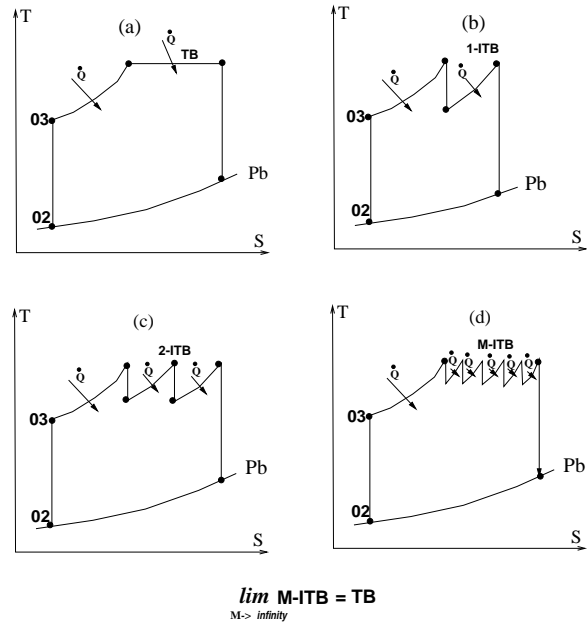 T
(a)
Q
TB
Q
03
02
Pb
S
T
(b)
1-ITB
Q
Q
03
02
Pb
S
T
(c)
2-ITB
Q
Q
Q
03
02
Pb
S
T
(d)
M-ITB
Q Q Q Q Q
Q
03
02
Pb
S
lim M-ITB = TB
M-> infinity